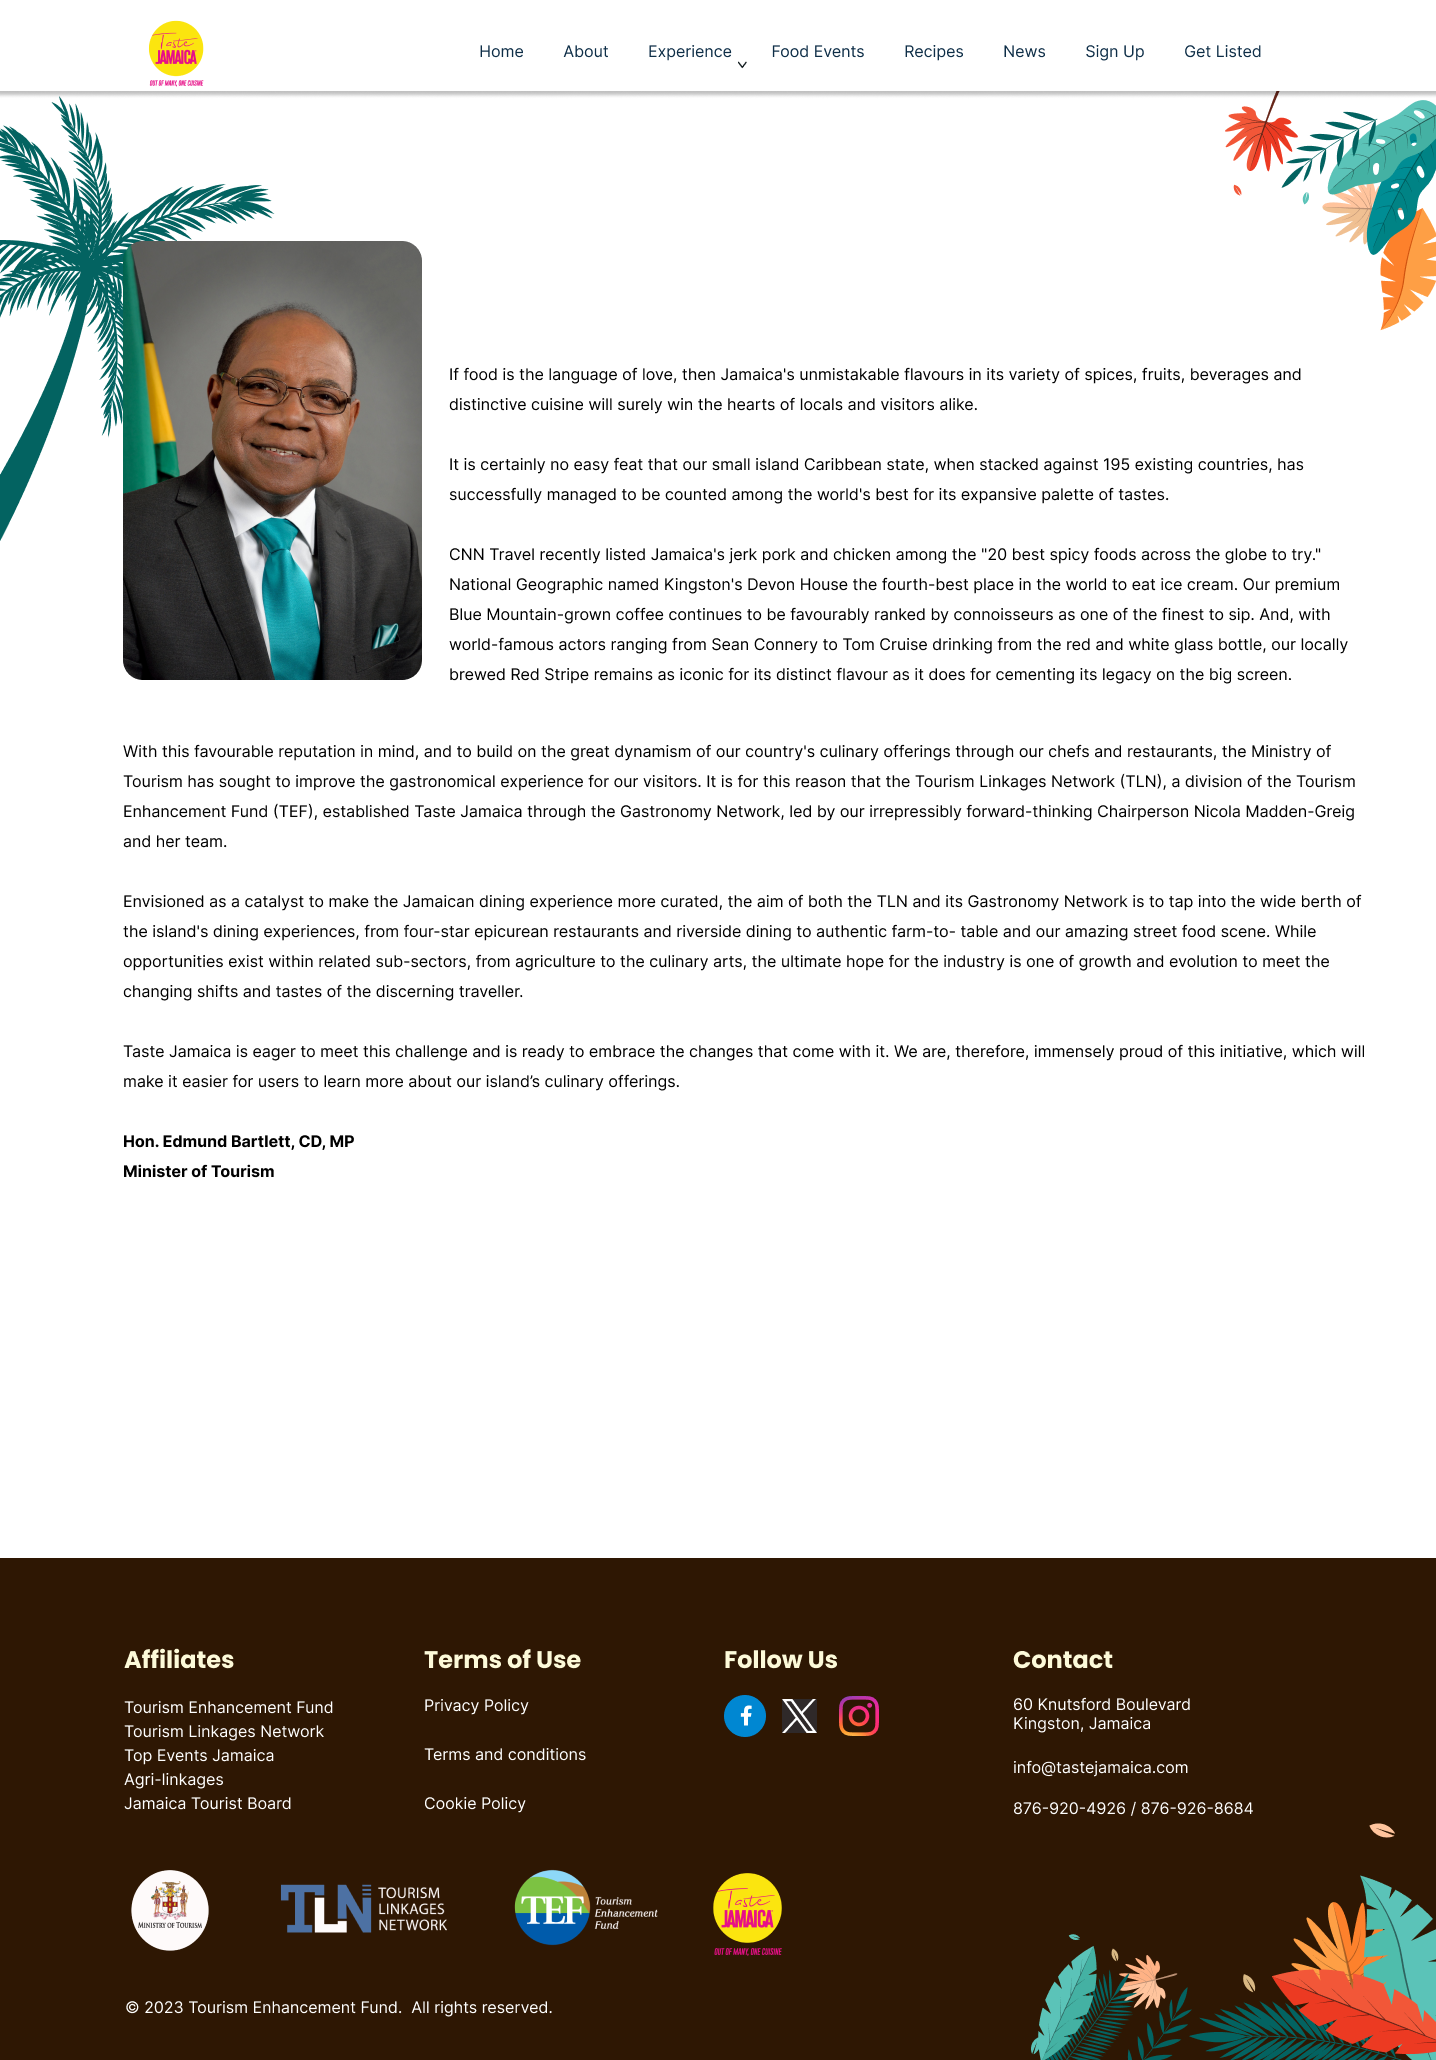 Taste
JAMAICA
OUT OF MANY, ONE CUISINE
Home About Experience Food Events Recipes News Sign Up Get Listed
If food is the language of love, then Jamaica's unmistakable flavours in its variety of spices, fruits, beverages and
distinctive cuisine will surely win the hearts of locals and visitors alike.
It is certainly no easy feat that our small island Caribbean state, when stacked against 195 existing countries, has
successfully managed to be counted among the world's best for its expansive palette of tastes.
CNN Travel recently listed Jamaica's jerk pork and chicken among the "20 best spicy foods across the globe to try."
National Geographic named Kingston's Devon House the fourth-best place in the world to eat ice cream. Our premium
Blue Mountain-grown coffee continues to be favourably ranked by connoisseurs as one of the finest to sip. And, with
world-famous actors ranging from Sean Connery to Tom Cruise drinking from the red and white glass bottle, our locally
brewed Red Stripe remains as iconic for its distinct flavour as it does for cementing its legacy on the big screen.
With this favourable reputation in mind, and to build on the great dynamism of our country's culinary offerings through our chefs and restaurants, the Ministry of
Tourism has sought to improve the gastronomical experience for our visitors. It is for this reason that the Tourism Linkages Network (TLN), a division of the Tourism
Enhancement Fund (TEF), established Taste Jamaica through the Gastronomy Network, led by our irrepressibly forward-thinking Chairperson Nicola Madden-Greig
and her team.
Envisioned as a catalyst to make the Jamaican dining experience more curated, the aim of both the TLN and its Gastronomy Network is to tap into the wide berth of
the island's dining experiences, from four-star epicurean restaurants and riverside dining to authentic farm-to- table and our amazing street food scene. While
opportunities exist within related sub-sectors, from agriculture to the culinary arts, the ultimate hope for the industry is one of growth and evolution to meet the
changing shifts and tastes of the discerning traveller.
Taste Jamaica is eager to meet this challenge and is ready to embrace the changes that come with it. We are, therefore, immensely proud of this initiative, which will
make it easier for users to learn more about our island’s culinary offerings.
Hon. Edmund Bartlett, CD, MP
Minister of Tourism
Affiliates
Tourism Enhancement Fund
Tourism Linkages Network
Top Events Jamaica
Agri-linkages
Jamaica Tourist Board
Terms of Use
Privacy Policy
Terms and conditions
Cookie Policy
Follow Us
Contact
60 Knutsford Boulevard
Kingston, Jamaica
info@tastejamaica.com
876-920-4926 / 876-926-8684
MINISTRY OF TOURISM
TLN
TOURISM
LINKAGES
NETWORK
TEF
Tourism
Enhancement
Fund
Taste
JAMAICA
OUT OF MANY, ONE CUISINE
© 2023 Tourism Enhancement Fund. All rights reserved.